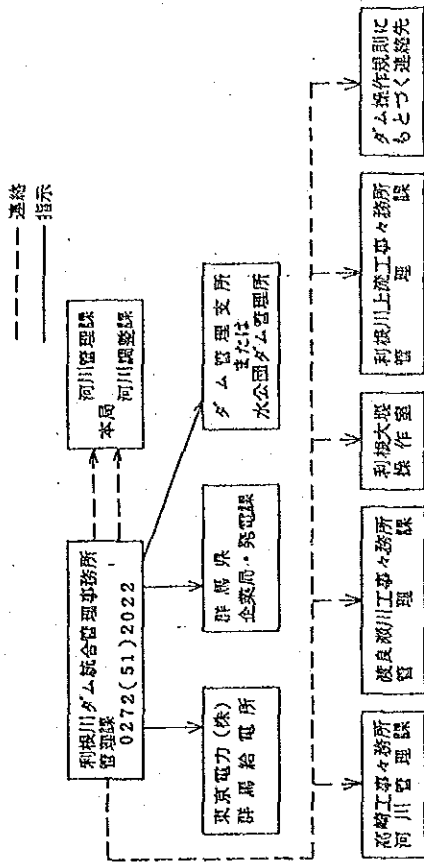 連絡
指示
利根川ダム統合管理事務所
管理課
0272(51)2022
河川管理課
本局
河川調整課
東京電力(株)
群馬給電所
群馬県
企業局・発電課
ダム管理支所
または
水公団ダム管理所
高崎工事々務所
河川管理課
渡良瀬川工事々務所
管理課
利根大堰
操作室
利根川上流工事々務所
管理課
ダム操作規則に
もとづく連絡先